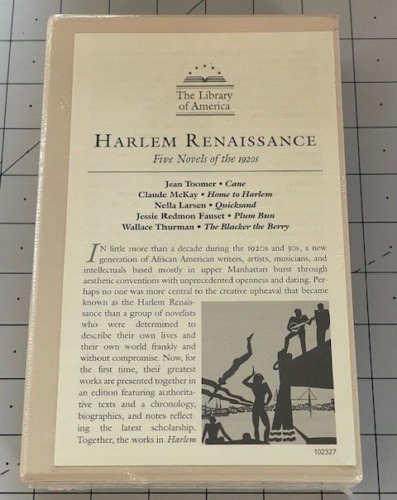 The Library
of America
HARLEM RENAISSANCE
Five Novels of the 1920s
Jean Toomer • Cane
Claude McKay • Home to Harlem
Nella Larsen • Quicksand
Jessie Redmon Fauset • Plum Bun
Wallace Thurman • The Blacker the Berry
IN little more than a decade during the 1920s and 30s, a new
generation of African American writers, artists, musicians, and
intellectuals based mostly in upper Manhattan burst through
aesthetic conventions with unprecedented openness and daring. Per-
haps no one was more central to the creative upheaval that became
known as the Harlem Renais-
sance than a group of novelists
who were determined to
describe their own lives and
their own world frankly and
without compromise. Now, for
the first time, their greatest
works are presented together in
an edition featuring authorita-
tive texts and a chronology,
biographies, and notes reflect-
ing the latest scholarship.
Together, the works in Harlem
102327